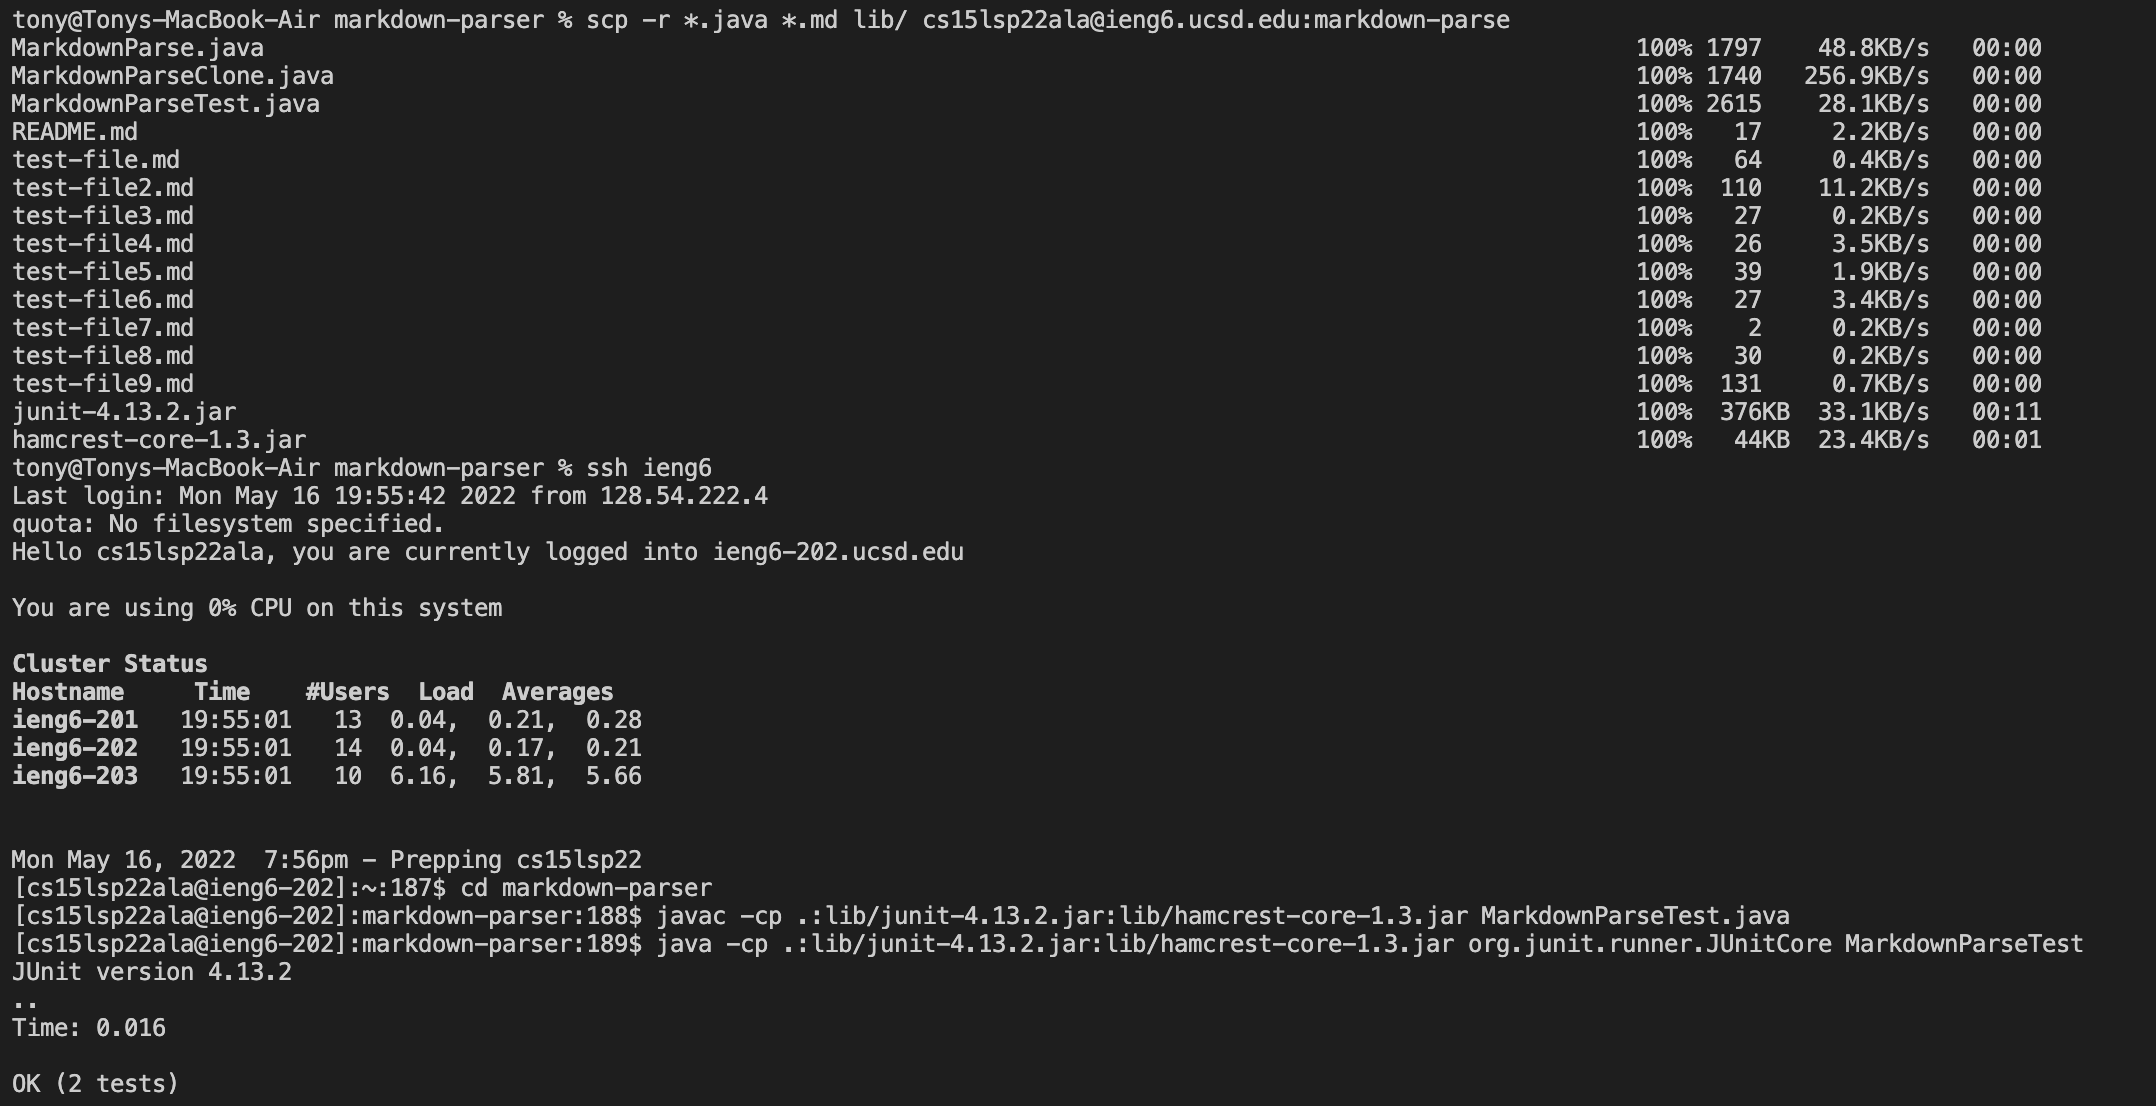 tony@Tonys-MacBook-Air markdown-parser % scp -r *.java *.md lib/ cs15lsp22ala@ieng6.ucsd.edu:markdown-parse
MarkdownParse.java 100% 1797 48.8KB/s 00:00
MarkdownParseClone.java 100% 1740 256.9KB/s 00:00
MarkdownParseTest.java 100% 2615 28.1KB/s 00:00
README.md 100% 17 2.2KB/s 00:00
test-file.md 100% 64 0.4KB/s 00:00
test-file2.md 100% 110 11.2KB/s 00:00
test-file3.md 100% 27 0.2KB/s 00:00
test-file4.md 100% 26 3.5KB/s 00:00
test-file5.md 100% 39 1.9KB/s 00:00
test-file6.md 100% 27 3.4KB/s 00:00
test-file7.md 100% 2 0.2KB/s 00:00
test-file8.md 100% 30 0.2KB/s 00:00
test-file9.md 100% 131 0.7KB/s 00:00
junit-4.13.2.jar 100% 376KB 33.1KB/s 00:11
hamcrest-core-1.3.jar 100% 44KB 23.4KB/s 00:01
tony@Tonys-MacBook-Air markdown-parser % ssh ieng6
Last login: Mon May 16 19:55:42 2022 from 128.54.222.4
quota: No filesystem specified.
Hello cs15lsp22ala, you are currently logged into ieng6-202.ucsd.edu
You are using 0% CPU on this system
Cluster Status
Hostname Time #Users Load Averages
ieng6-201 19:55:01 13 0.04, 0.21, 0.28
ieng6-202 19:55:01 14 0.04, 0.17, 0.21
ieng6-203 19:55:01 10 6.16, 5.81, 5.66
Mon May 16, 2022 7:56pm - Prepping cs15lsp22
[cs15lsp22ala@ieng6-202]:~:187$ cd markdown-parser
[cs15lsp22ala@ieng6-202]:markdown-parser:188$ javac -cp .:lib/junit-4.13.2.jar:lib/hamcrest-core-1.3.jar MarkdownParseTest.java
[cs15lsp22ala@ieng6-202]:markdown-parser:189$ java -cp .:lib/junit-4.13.2.jar:lib/hamcrest-core-1.3.jar org.junit.runner.JUnitCore MarkdownParseTest
JUnit version 4.13.2
..
Time: 0.016
OK (2 tests)